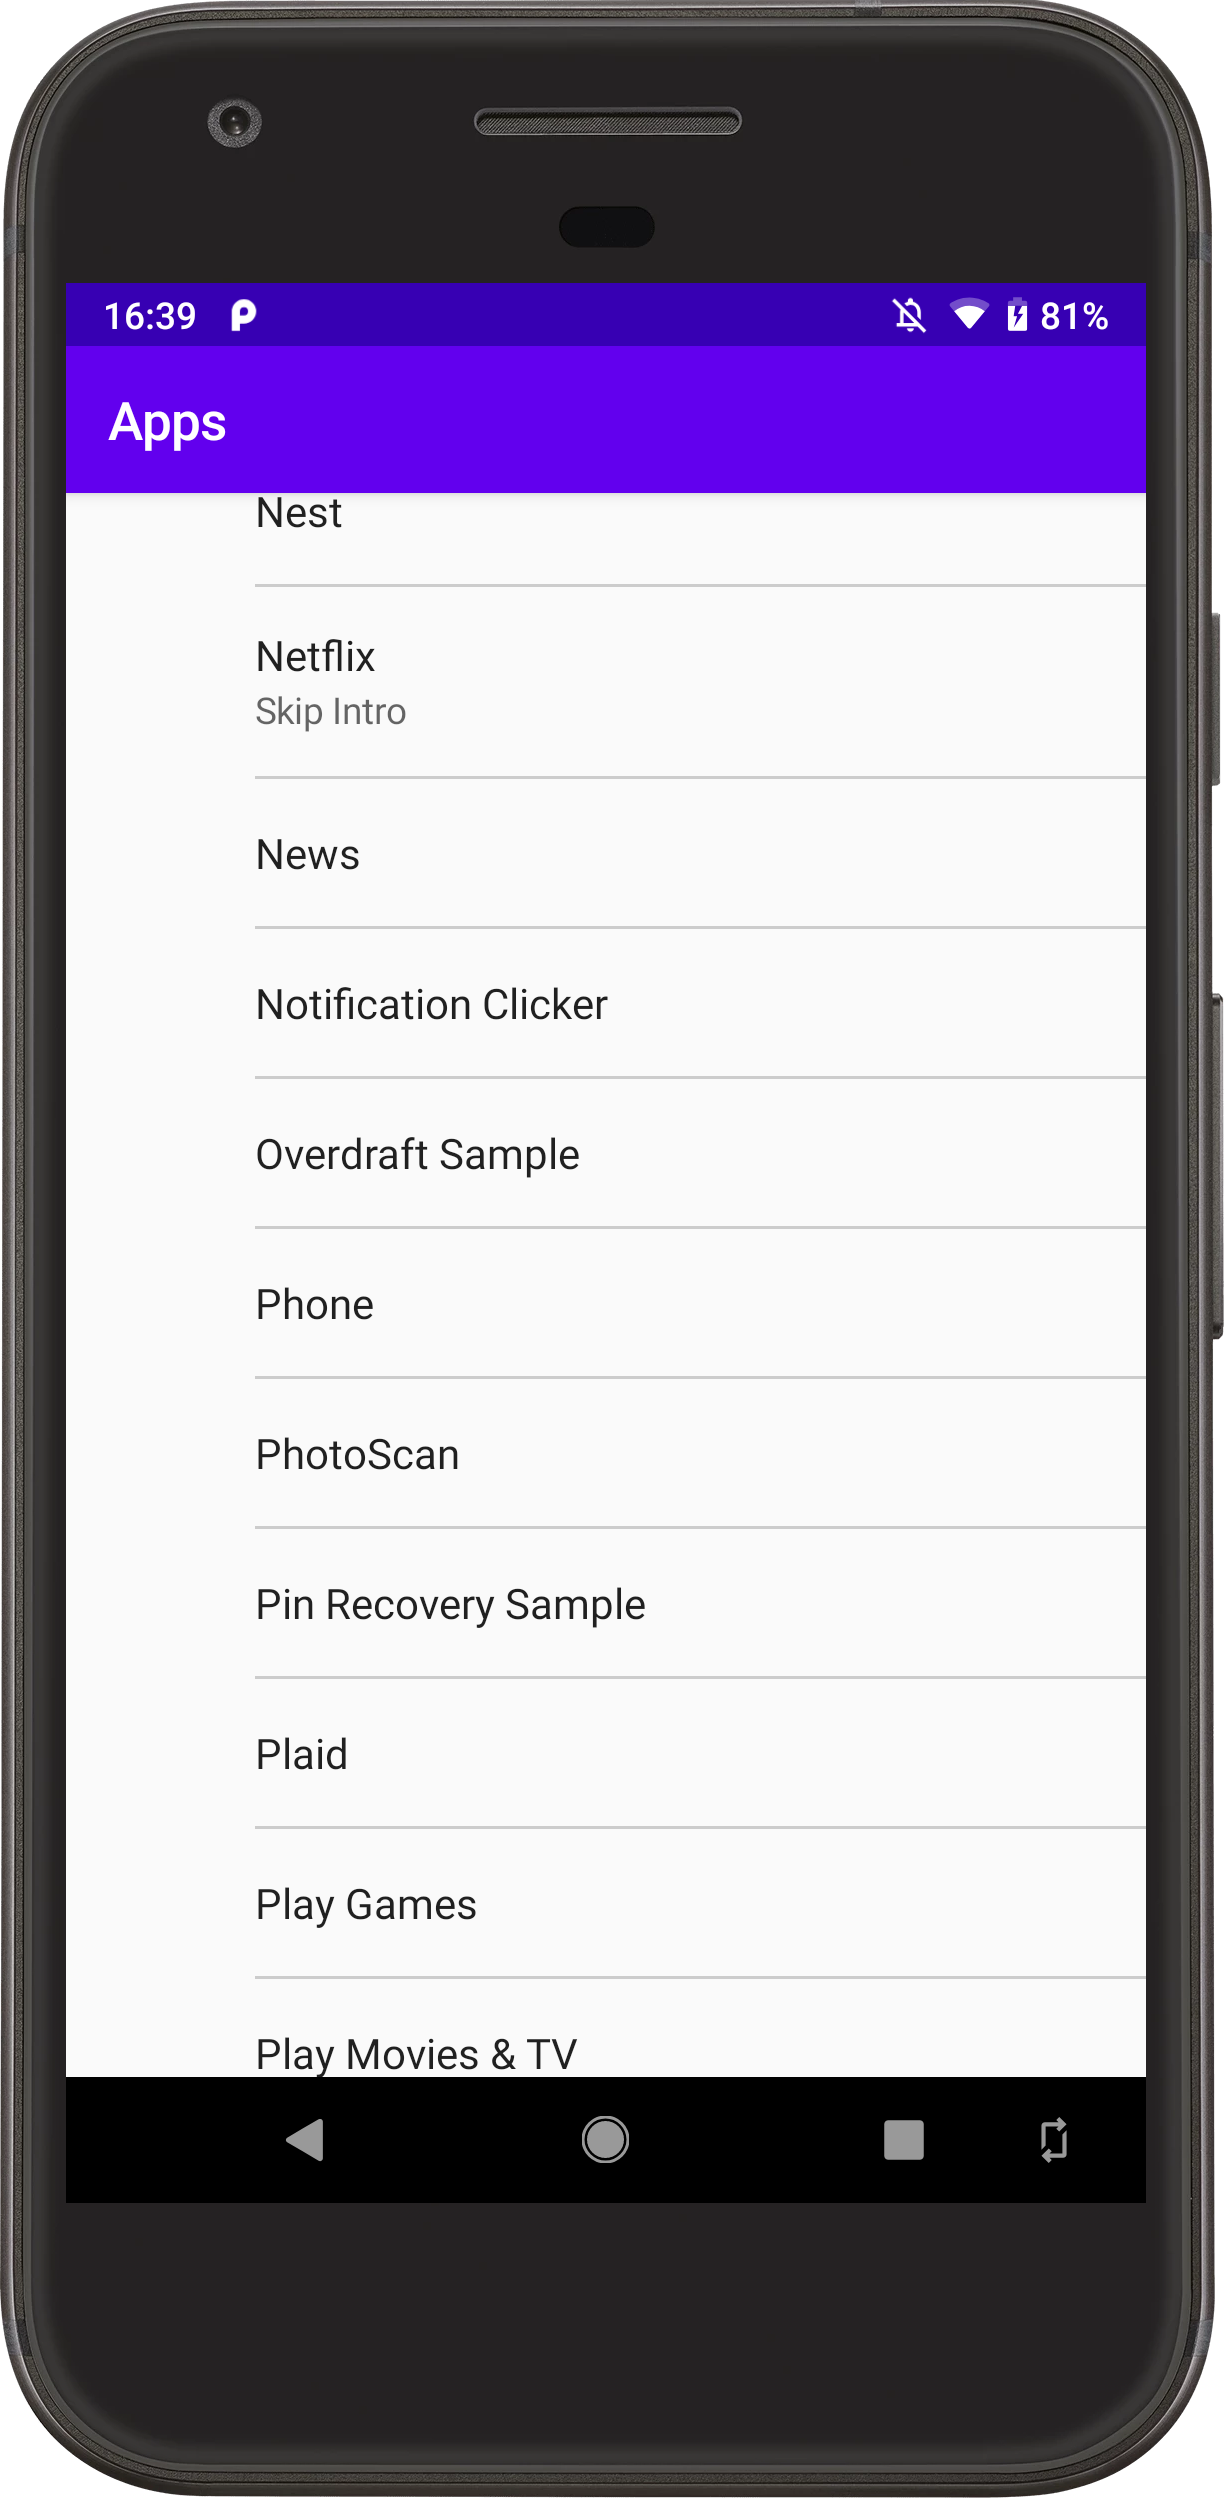 16:39
81%
Apps
Nest
Netflix
Skip Intro
News
Notification Clicker
Overdraft Sample
Phone
PhotoScan
Pin Recovery Sample
Plaid
Play Games
Play Movies & TV